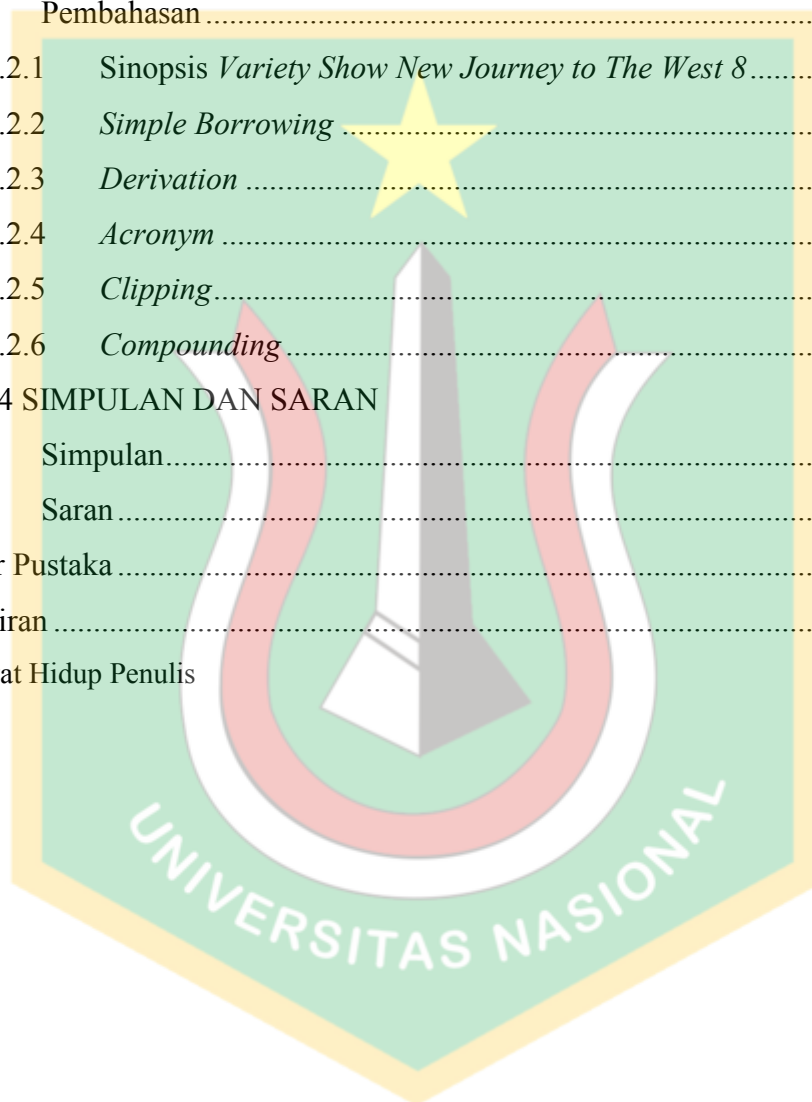 Pembahasan ........................................................................
.2.1 Sinopsis Variety Show New Journey to The West 8 .......
.2.2 Simple Borrowing ............................................................
.2.3 Derivation ........................................................................
.2.4 Acronym ...........................................................................
.2.5 Clipping ............................................................................
.2.6 Compounding ...................................................................
4 SIMPULAN DAN SARAN
Simpulan ...........................................................................
Saran .................................................................................
r Pustaka ...........................................................................
iran ...................................................................................
at Hidup Penulis
UNIVERSITAS NASIONAL